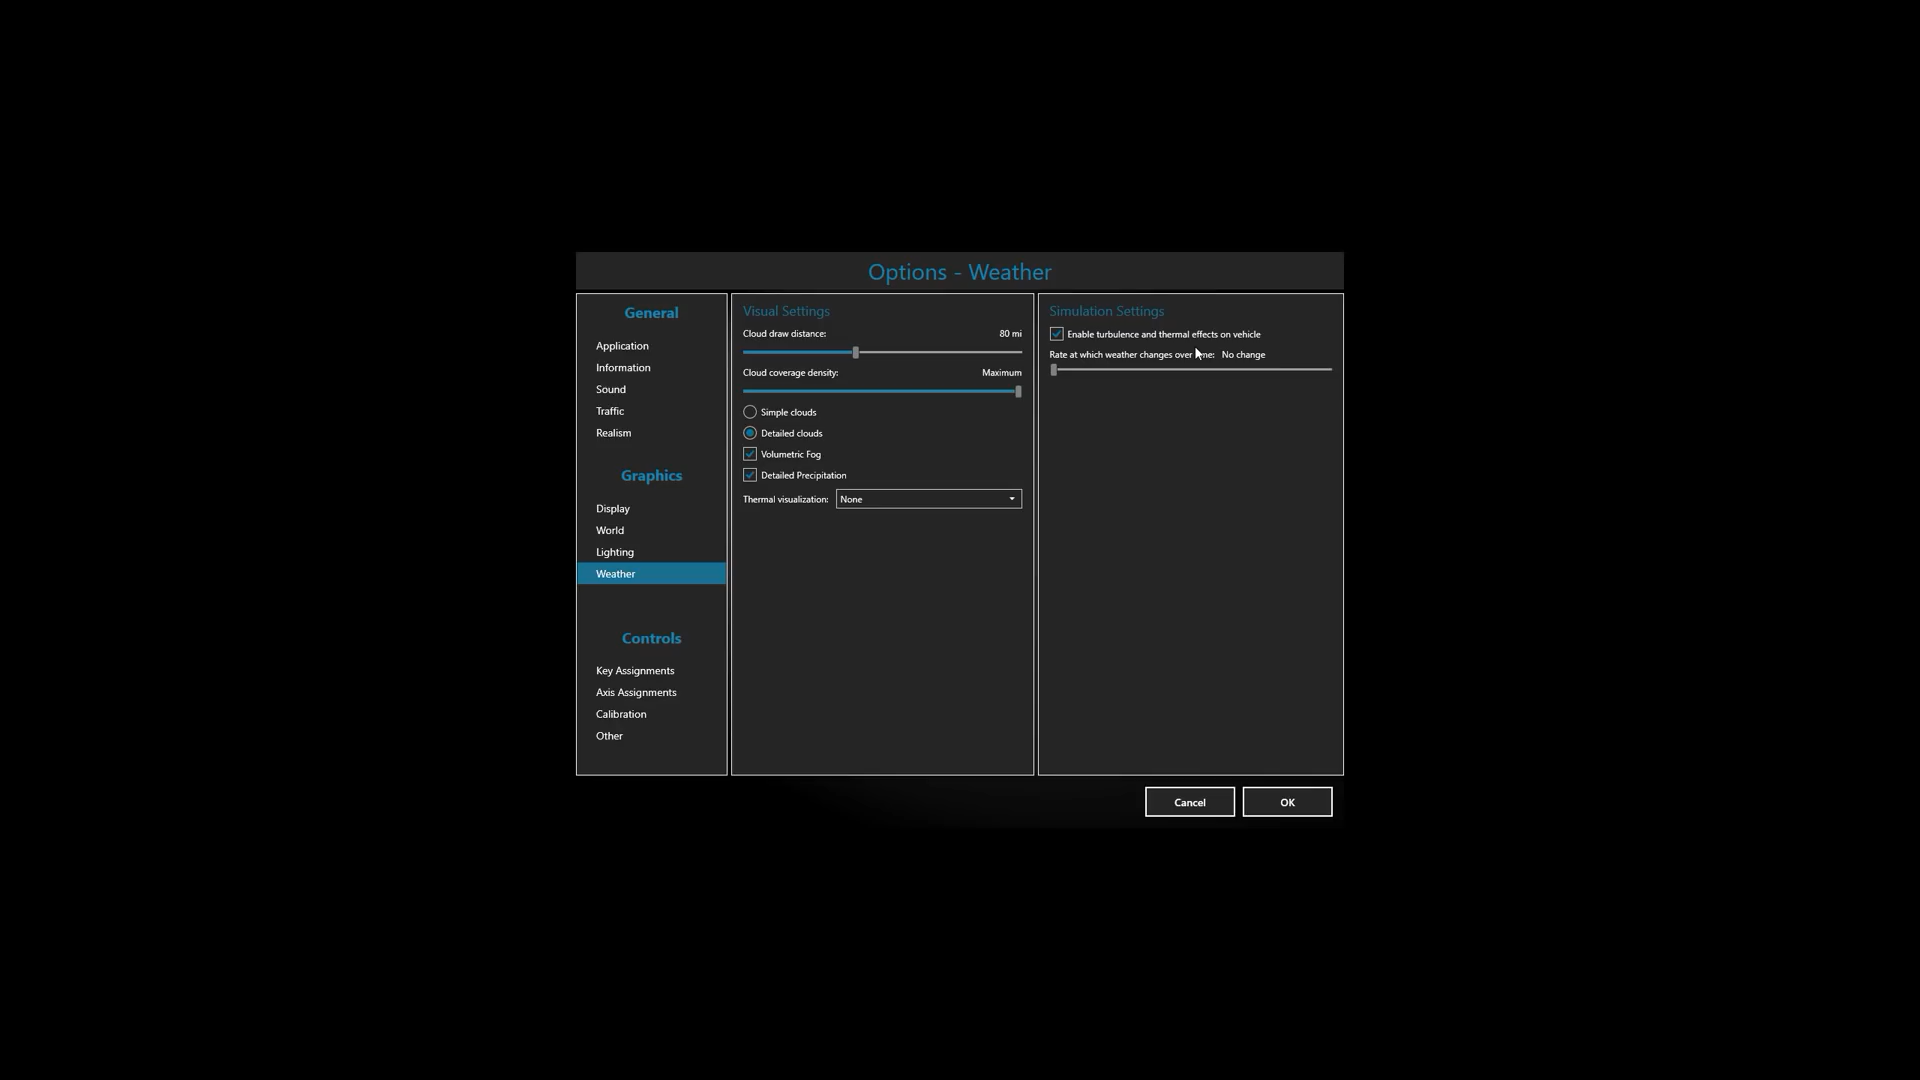 Options - Weather
General
Application
Information
Sound
Traffic
Realism
Graphics
Display
World
Lighting
Weather
Controls
Key Assignments
Axis Assignments
Calibration
Other
Visual Settings
Cloud draw distance: 80 mi
Cloud coverage density: Maximum
Simple clouds
Detailed clouds
Volumetric Fog
Detailed Precipitation
Thermal visualization: None
Simulation Settings
Enable turbulence and thermal effects on vehicle
Rate at which weather changes over time: No change
Cancel OK